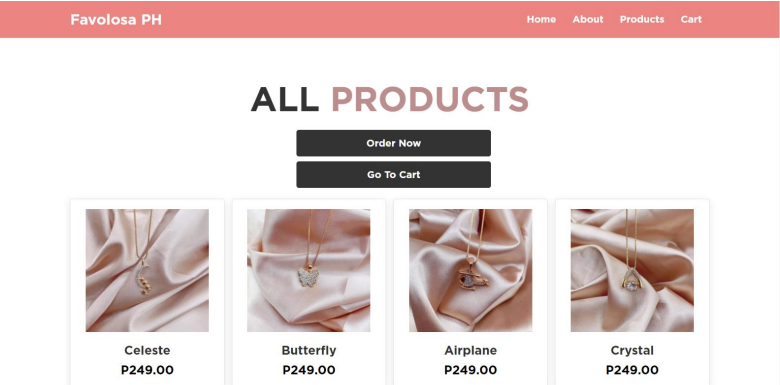 Favolosa PH
Home About Products Cart
ALL PRODUCTS
Order Now
Go To Cart
Celeste Butterfly Airplane Crystal
P249.00 P249.00 P249.00 P249.00